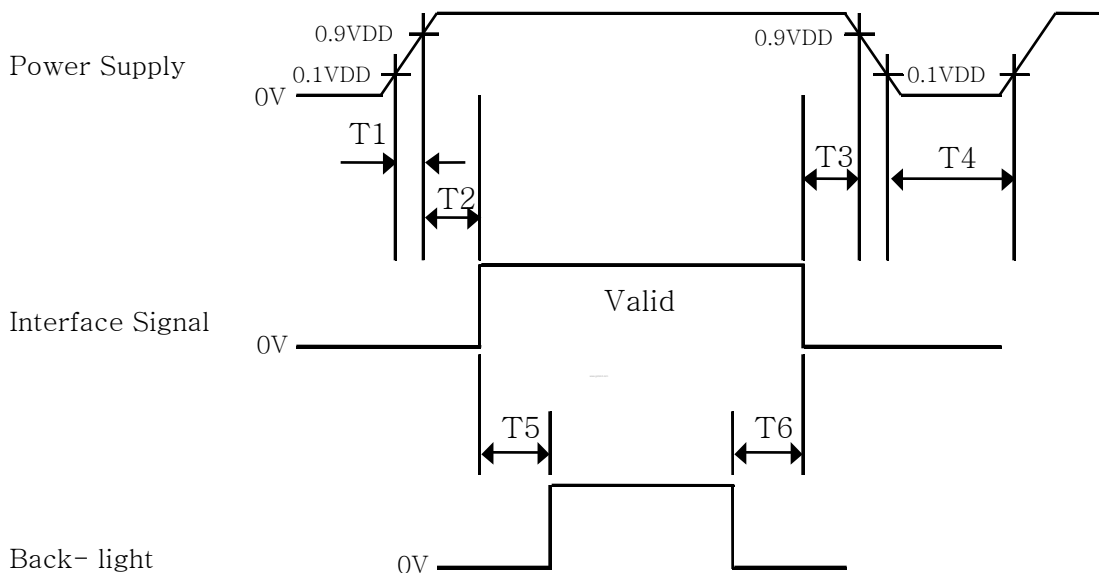 0.9VDD
0.9VDD
Power Supply
0.1VDD
0.1VDD
0V
T1
T2
T3
T4
Valid
Interface Signal
0V
T5
T6
Back- light
0V